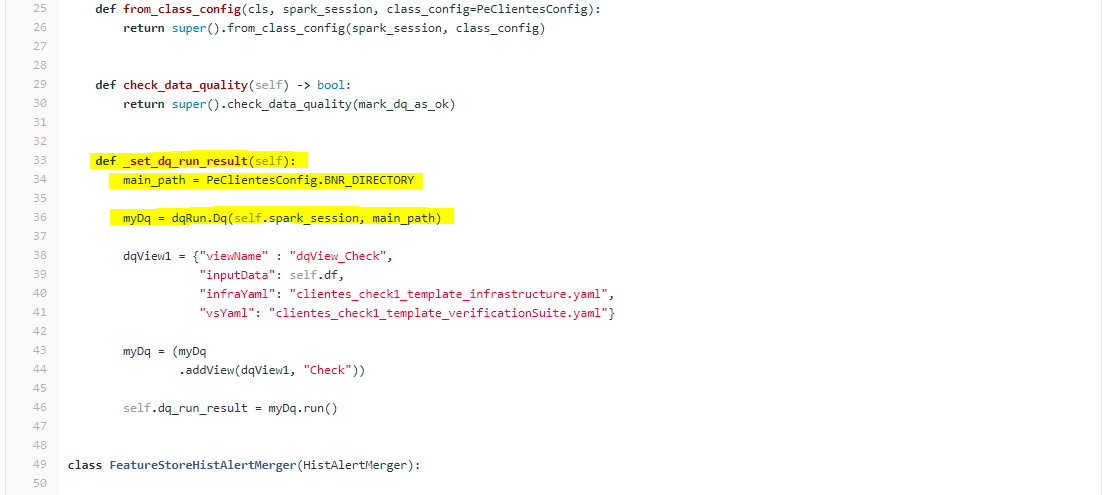 25 def from_class_config(cls, spark_session, class_config=PeClientesConfig):
26 return super().from_class_config(spark_session, class_config)
27
28
29 def check_data_quality(self) -> bool:
30 return super().check_data_quality(mark_dq_as_ok)
31
32
33 def _set_dq_run_result(self):
34 main_path = PeClientesConfig.BNR_DIRECTORY
35
36 myDq = dqRun.Dq(self.spark_session, main_path)
37
38 dqView1 = {"viewName" : "dqView_Check",
39 "inputData": self.df,
40 "infraYaml": "clientes_check1_template_infrastructure.yaml",
41 "vsYaml": "clientes_check1_template_verificationSuite.yaml"}
42
43 myDq = (myDq
44 .addView(dqView1, "Check"))
45
46 self.dq_run_result = myDq.run()
47
48
49 class FeatureStoreHistAlertMerger(HistAlertMerger):
50